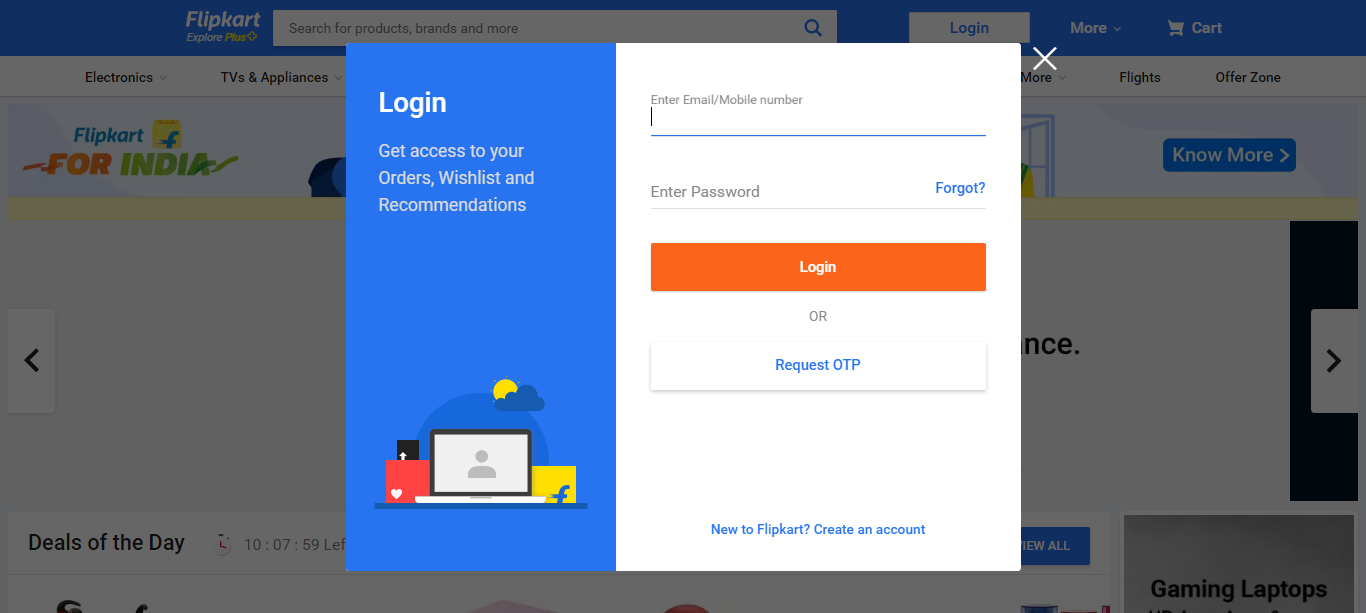 Flipkart
Explore Plus
Search for products, brands and more
Login
More
Cart
Electronics
TVs & Appliances
More
Flights
Offer Zone
Flipkart
FOR INDIA
Know More
Login
Get access to your
Orders, Wishlist and
Recommendations
Enter Email/Mobile number
Enter Password
Forgot?
Login
OR
Request OTP
New to Flipkart? Create an account
ance.
Deals of the Day
10 : 07 : 59 Lef
VIEW ALL
Gaming Laptops